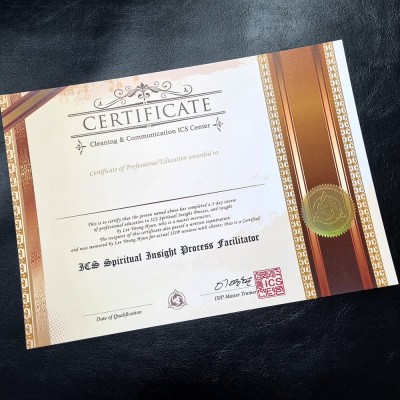 CERTIFICATE
Cleaning & Communication ICS Center
Certificate of Professional Education awarded to:
This is to certify that the person named above has completed a 3 day course
of professional education in ICS Spiritual Insight Process, and taught
by Lee Young Hyun, who is a master instructor.
The recipient of this certificate also passed a written examination
and was mentored by Lee Young Hyun for actual ISIP sessions with clients; thus is a Certified
ICS Spiritual Insight Process Facilitator
ISIP Master Trainer
ICS
Date of Qualification